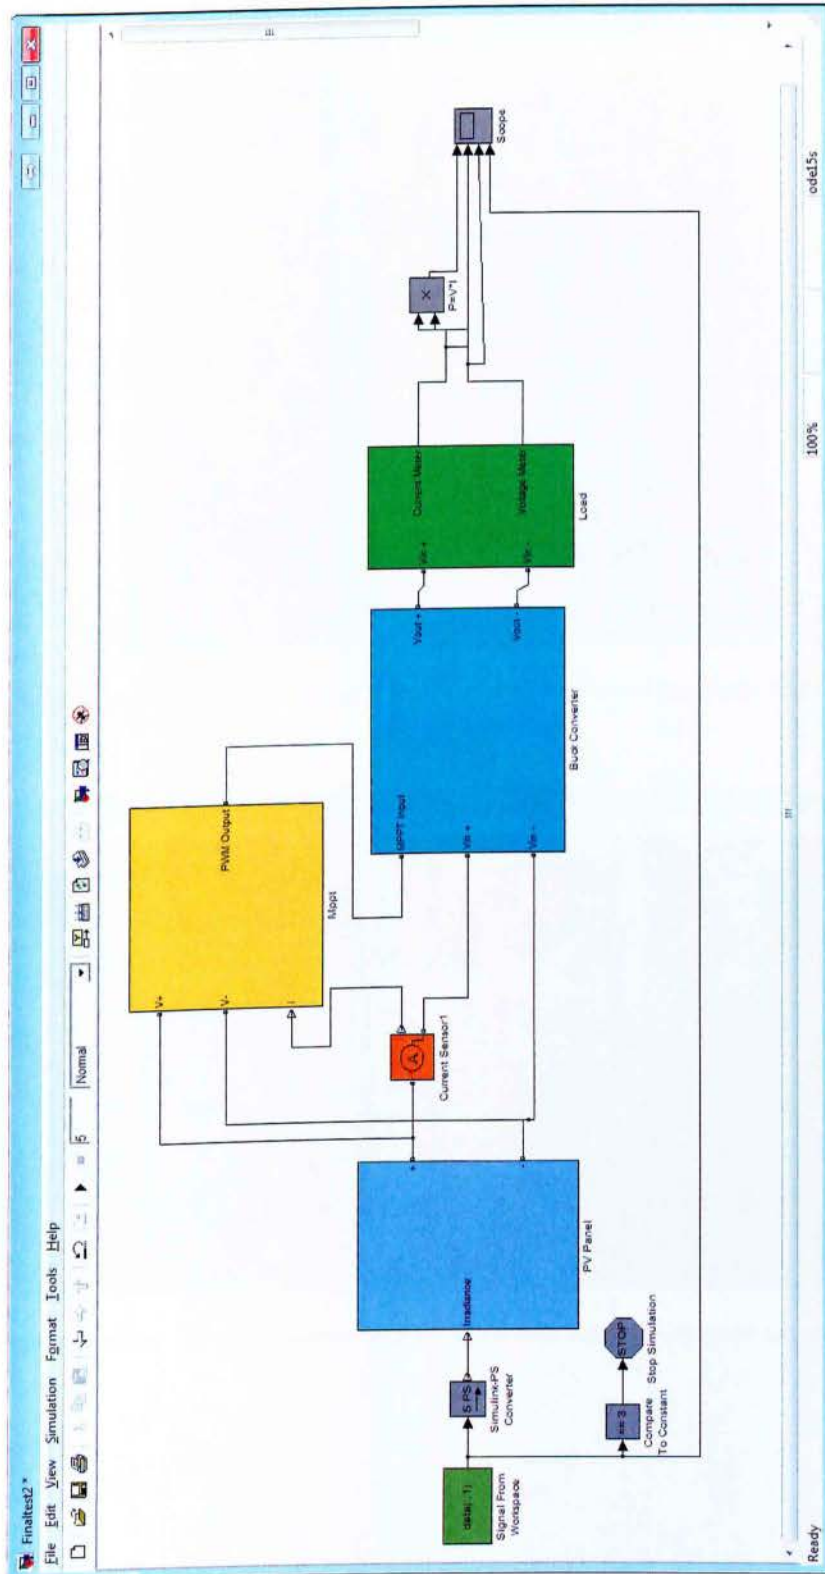 Finaltest2 *
File Edit View Simulation Format Tools Help
5
Normal
V+
V-
I
PWM Output
Mppt
A
Current Sensor1
Irradiance
+
-
PV Panel
MPPT Input
Vin +
Vin -
Vout +
Vout -
Buck Converter
Vin +
Vin -
Current Meter
Voltage Meter
Load
×
P=V*I
Scope
Signal From
Workspace
S PS
Simulink-PS
Converter
== 3
Compare
To Constant
STOP
Stop Simulation
Ready
100%
ode15s